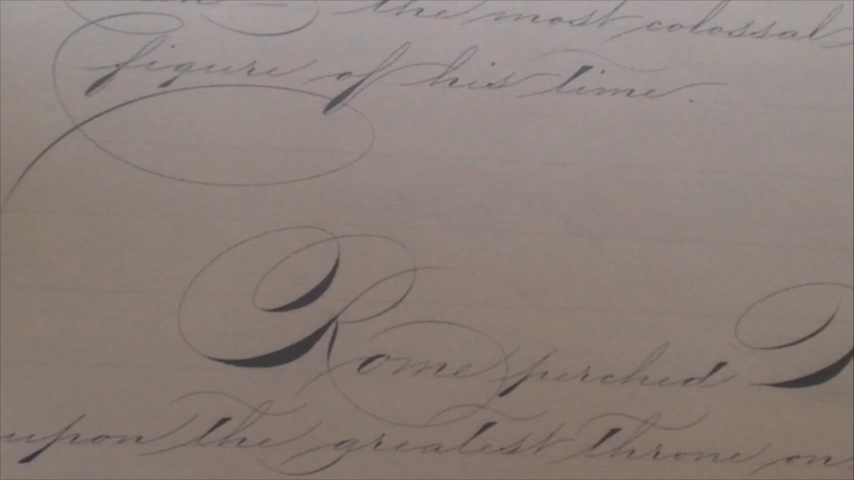 the most colossal
figure of his time.
Rome perched
upon the greatest throne on